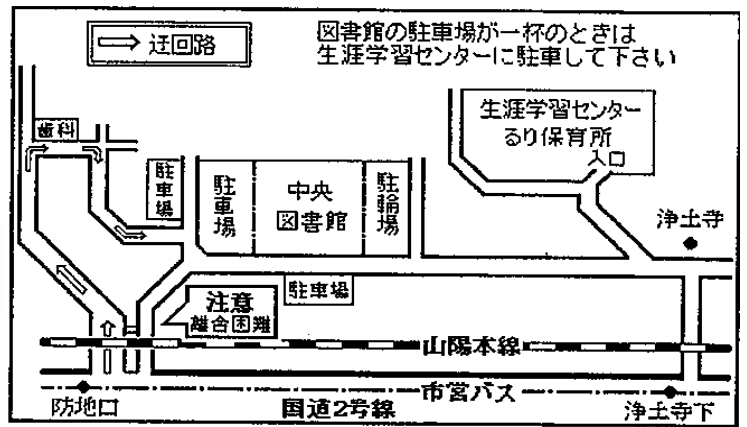 迂回路
図書館の駐車場が一杯のときは
生涯学習センターに駐車して下さい
歯科
駐車場
駐車場
中央
図書館
駐輪場
生涯学習センター
るり保育所
入口
浄土寺
駐車場
注意
離合困難
山陽本線
市営バス
防地口
国道2号線
浄土寺下